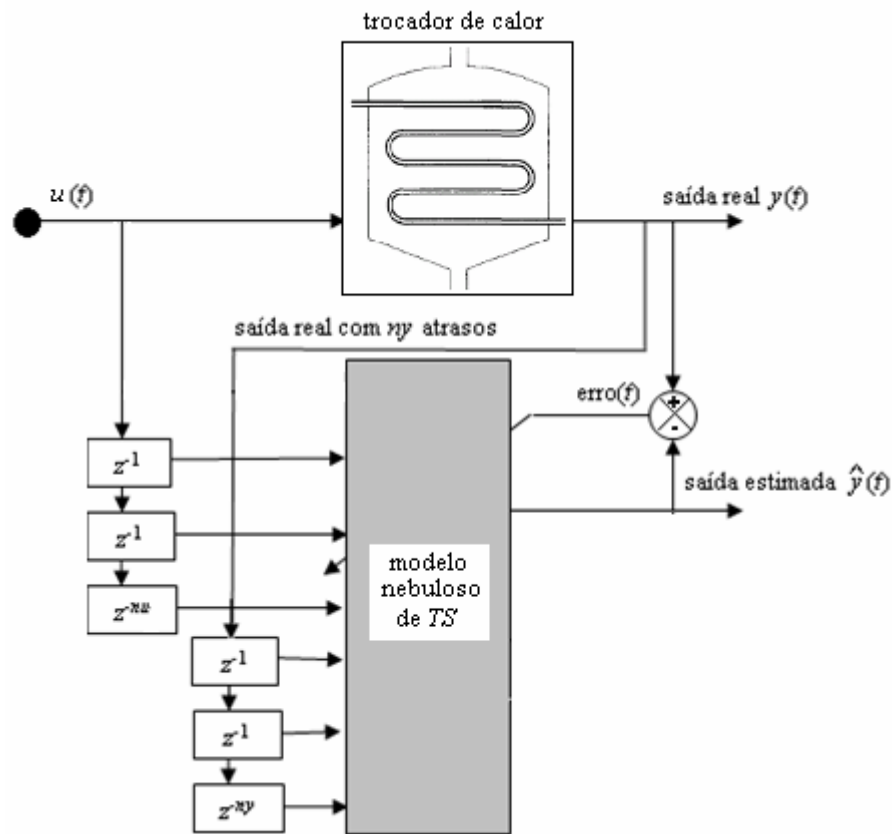 trocador de calor
u(t)
saída real y(t)
saída real com ny atrasos
erro(t)
+
-
z⁻¹
saída estimada ŷ(t)
z⁻¹
modelo
nebuloso
de TS
z⁻ⁿᵘ
z⁻¹
z⁻¹
z⁻ⁿʸ